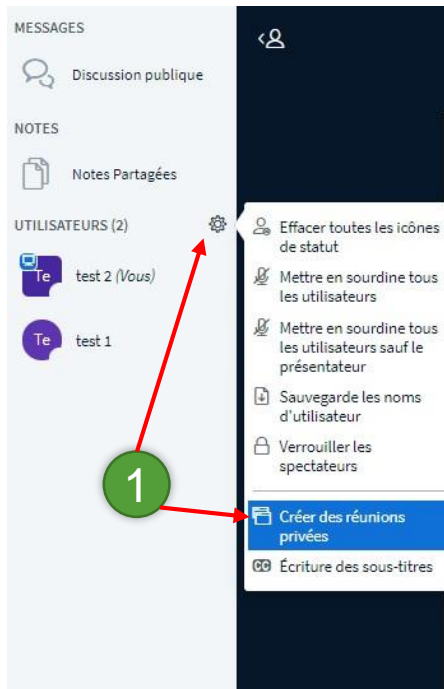 MESSAGES
Discussion publique
NOTES
Notes Partagées
UTILISATEURS (2)
Te
test 2 (Vous)
Te
test 1
1
Effacer toutes les icônes
de statut
Mettre en sourdine tous
les utilisateurs
Mettre en sourdine tous
les utilisateurs sauf le
présentateur
Sauvegarde les noms
d'utilisateur
Verrouiller les
spectateurs
Créer des réunions
privées
CC Écriture des sous-titres